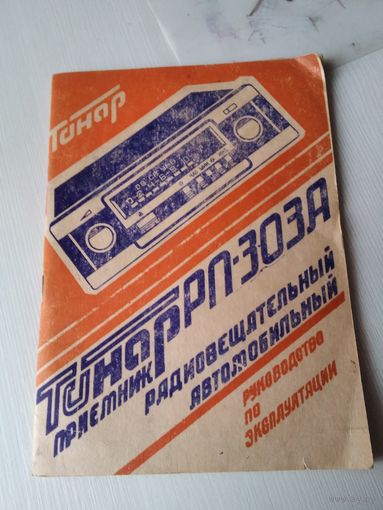 Тонар
Тонар РП-303А
приемник радиовещательный
автомобильный
руководство
по
эксплуатации